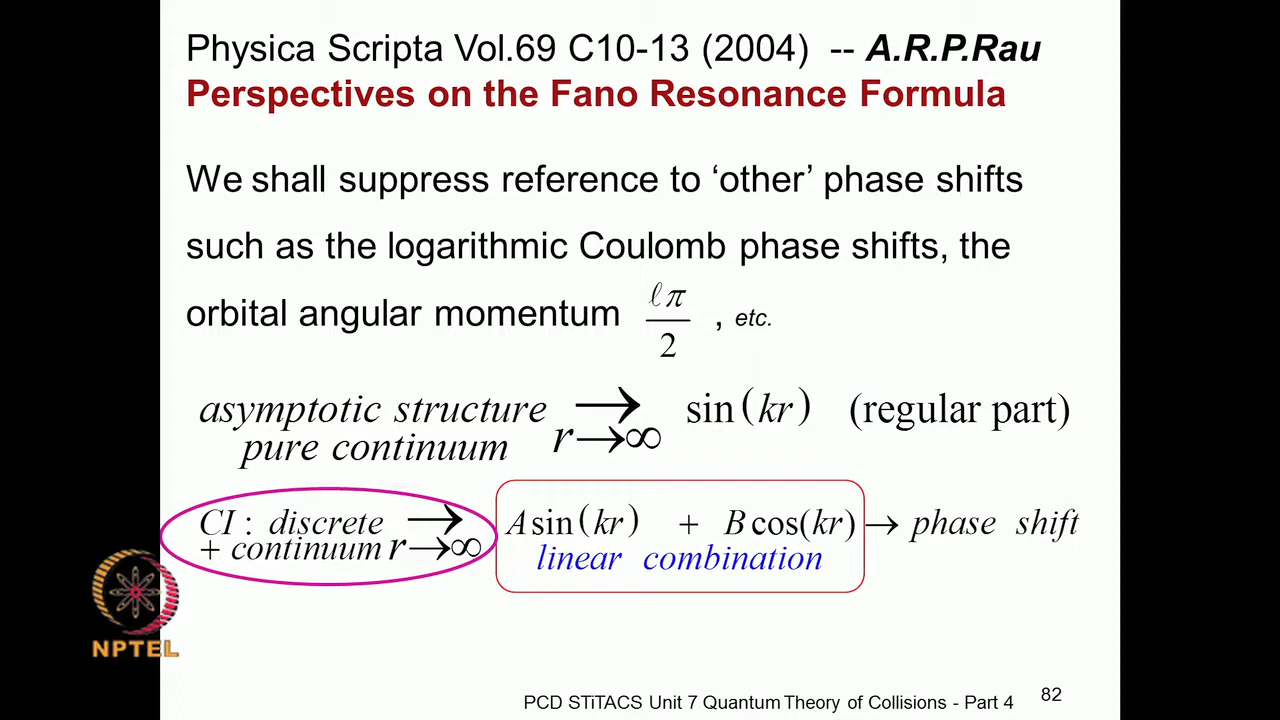 Physica Scripta Vol.69 C10-13 (2004) -- A.R.P.Rau
Perspectives on the Fano Resonance Formula
We shall suppress reference to ‘other’ phase shifts
such as the logarithmic Coulomb phase shifts, the
orbital angular momentum ℓπ/2 , etc.
asymptotic structure → sin(kr) (regular part)
pure continuum r→∞
CI : discrete → A sin(kr) + B cos(kr) → phase shift
+ continuum r→∞ linear combination
NPTEL
PCD STiTACS Unit 7 Quantum Theory of Collisions - Part 4 82